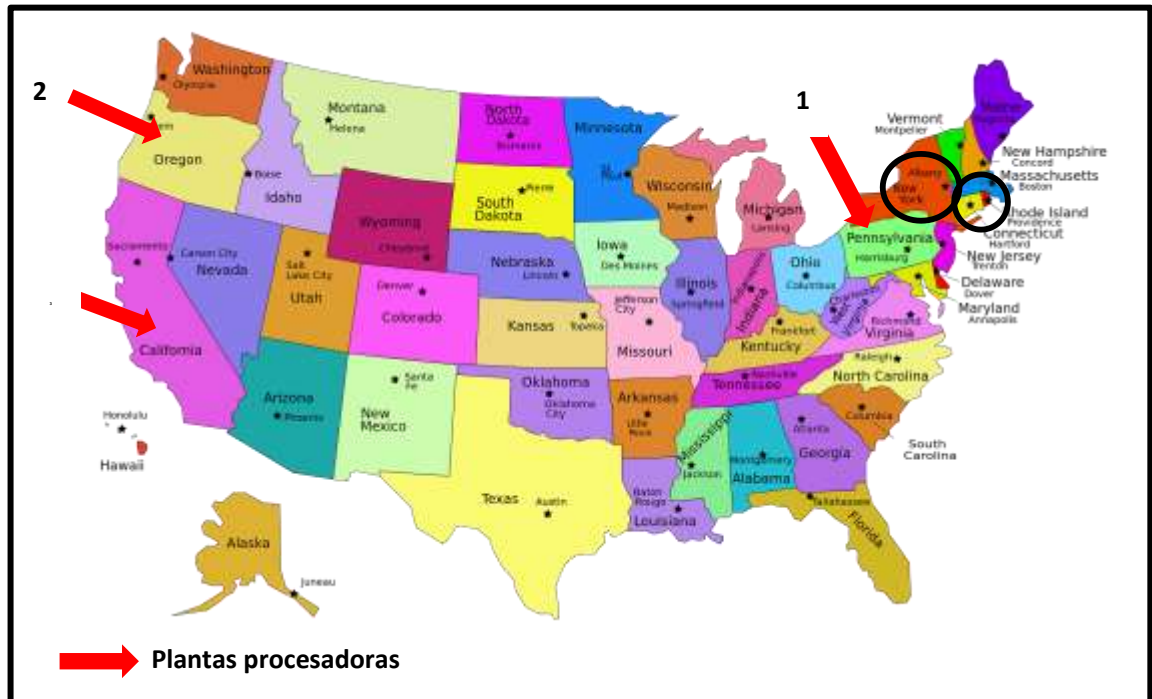 2
1
Washington
Olympia
Montana
Helena
North
Dakota
Bismarck
Minnesota
Vermont
Montpelier
New Hampshire
Concord
Massachusetts
Boston
Rhode Island
Providence
Connecticut
Hartford
New Jersey
Trenton
Delaware
Dover
Maryland
Annapolis
Oregon
Boise
Idaho
Wyoming
Cheyenne
South
Dakota
Pierre
Wisconsin
Madison
Michigan
Lansing
Albany
New
York
Pennsylvania
Harrisburg
Sacramento
Carson City
Nevada
Salt
Lake City
Utah
Denver
Colorado
Nebraska
Lincoln
Iowa
Des Moines
Illinois
Springfield
Indianapolis
Indiana
Ohio
Columbus
Charleston
West
Virginia
Richmond
Virginia
California
Kansas
Topeka
Jefferson
City
Missouri
Frankfort
Kentucky
Nashville
Tennessee
Raleigh
North Carolina
Arizona
Phoenix
Santa
Fe
New
Mexico
Oklahoma
Oklahoma
City
Arkansas
Little
Rock
Mississippi
Jackson
Montgomery
Alabama
Atlanta
Georgia
Columbia
South
Carolina
Honolulu
Hawaii
Texas
Austin
Baton
Rouge
Louisiana
Tallahassee
Florida
Alaska
Juneau
Plantas procesadoras